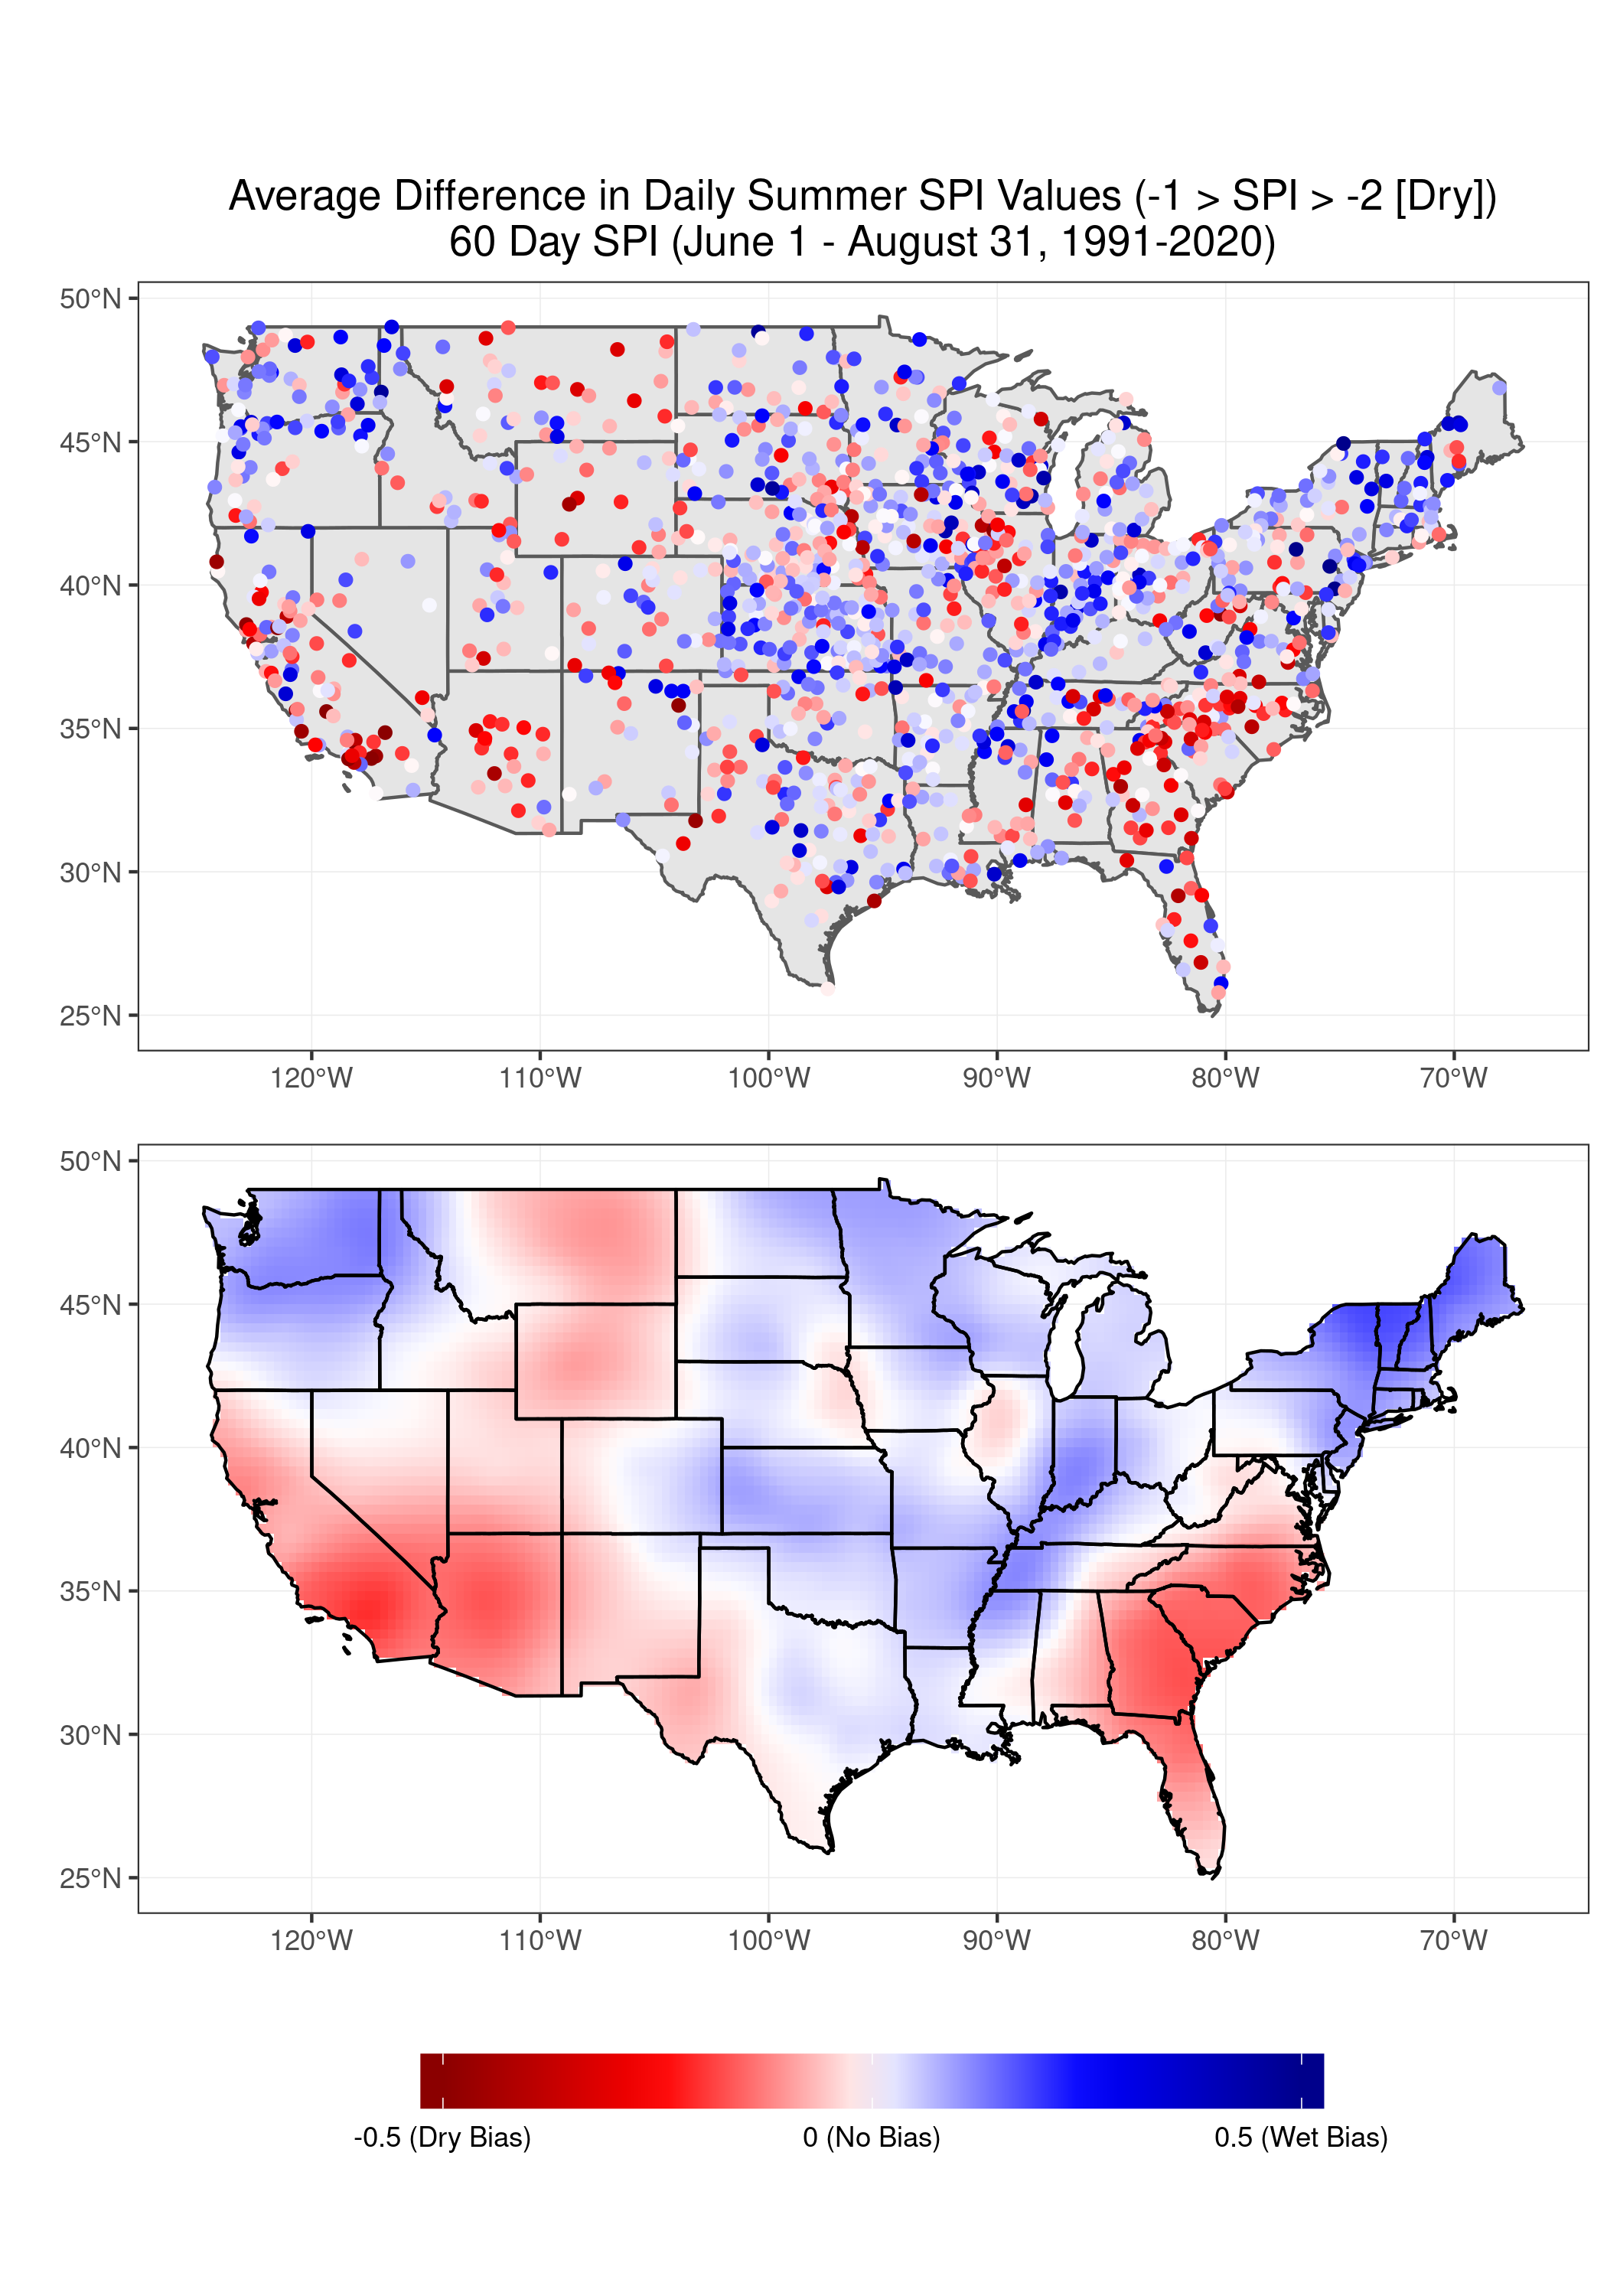 Average Difference in Daily Summer SPI Values (-1 > SPI > -2 [Dry])
60 Day SPI (June 1 - August 31, 1991-2020)
50°N
45°N
40°N
35°N
30°N
25°N
120°W 110°W 100°W 90°W 80°W 70°W
50°N
45°N
40°N
35°N
30°N
25°N
120°W 110°W 100°W 90°W 80°W 70°W
-0.5 (Dry Bias) 0 (No Bias) 0.5 (Wet Bias)